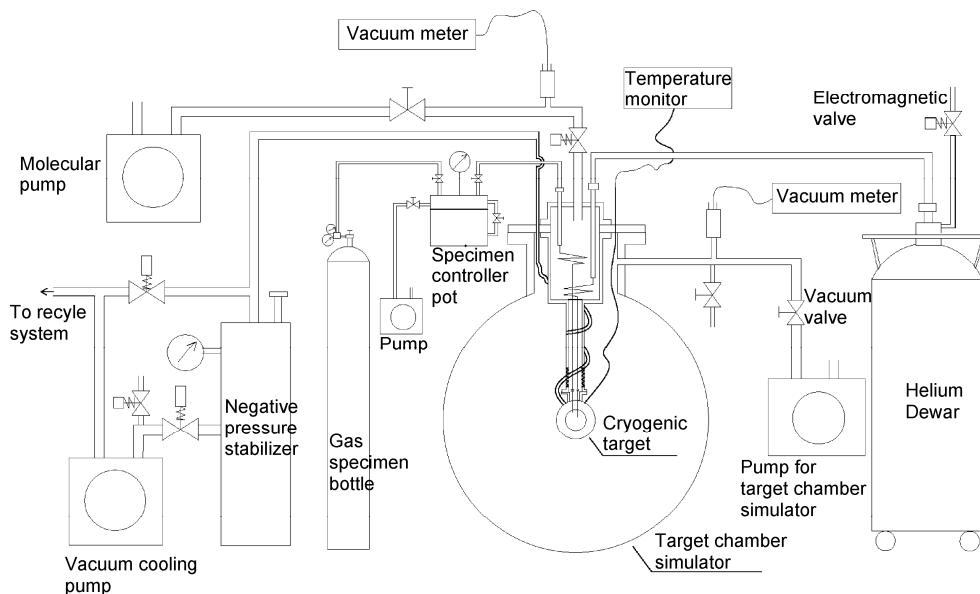 Vacuum meter
Temperature
monitor
Electromagnetic
valve
Molecular
pump
Vacuum meter
Specimen
controller
pot
To recyle
system
Vacuum
valve
Pump
Negative
pressure
stabilizer
Helium
Dewar
Gas
specimen
bottle
Cryogenic
target
Pump for
target chamber
simulator
Vacuum cooling
pump
Target chamber
simulator